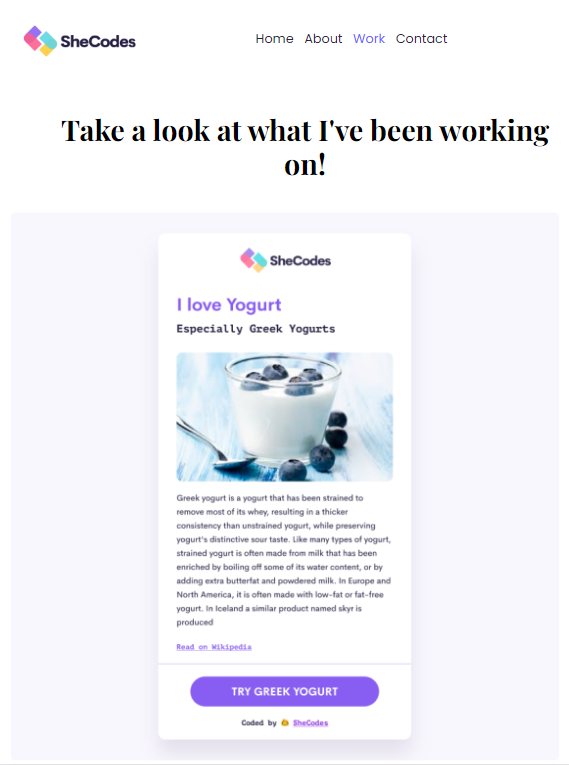 SheCodes
Home About Work Contact
Take a look at what I've been working
on!
SheCodes
I love Yogurt
Especially Greek Yogurts
Greek yogurt is a yogurt that has been strained to
remove most of its whey, resulting in a thicker
consistency than unstrained yogurt, while preserving
yogurt's distinctive sour taste. Like many types of yogurt,
strained yogurt is often made from milk that has been
enriched by boiling off some of its water content, or by
adding extra butterfat and powdered milk. In Europe and
North America, it is often made with low-fat or fat-free
yogurt. In Iceland a similar product named skyr is
produced
Read on Wikipedia
TRY GREEK YOGURT
Coded by SheCodes